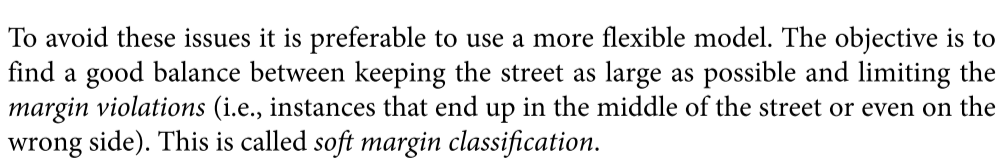 To avoid these issues it is preferable to use a more flexible model. The objective is to
find a good balance between keeping the street as large as possible and limiting the
margin violations (i.e., instances that end up in the middle of the street or even on the
wrong side). This is called soft margin classification.